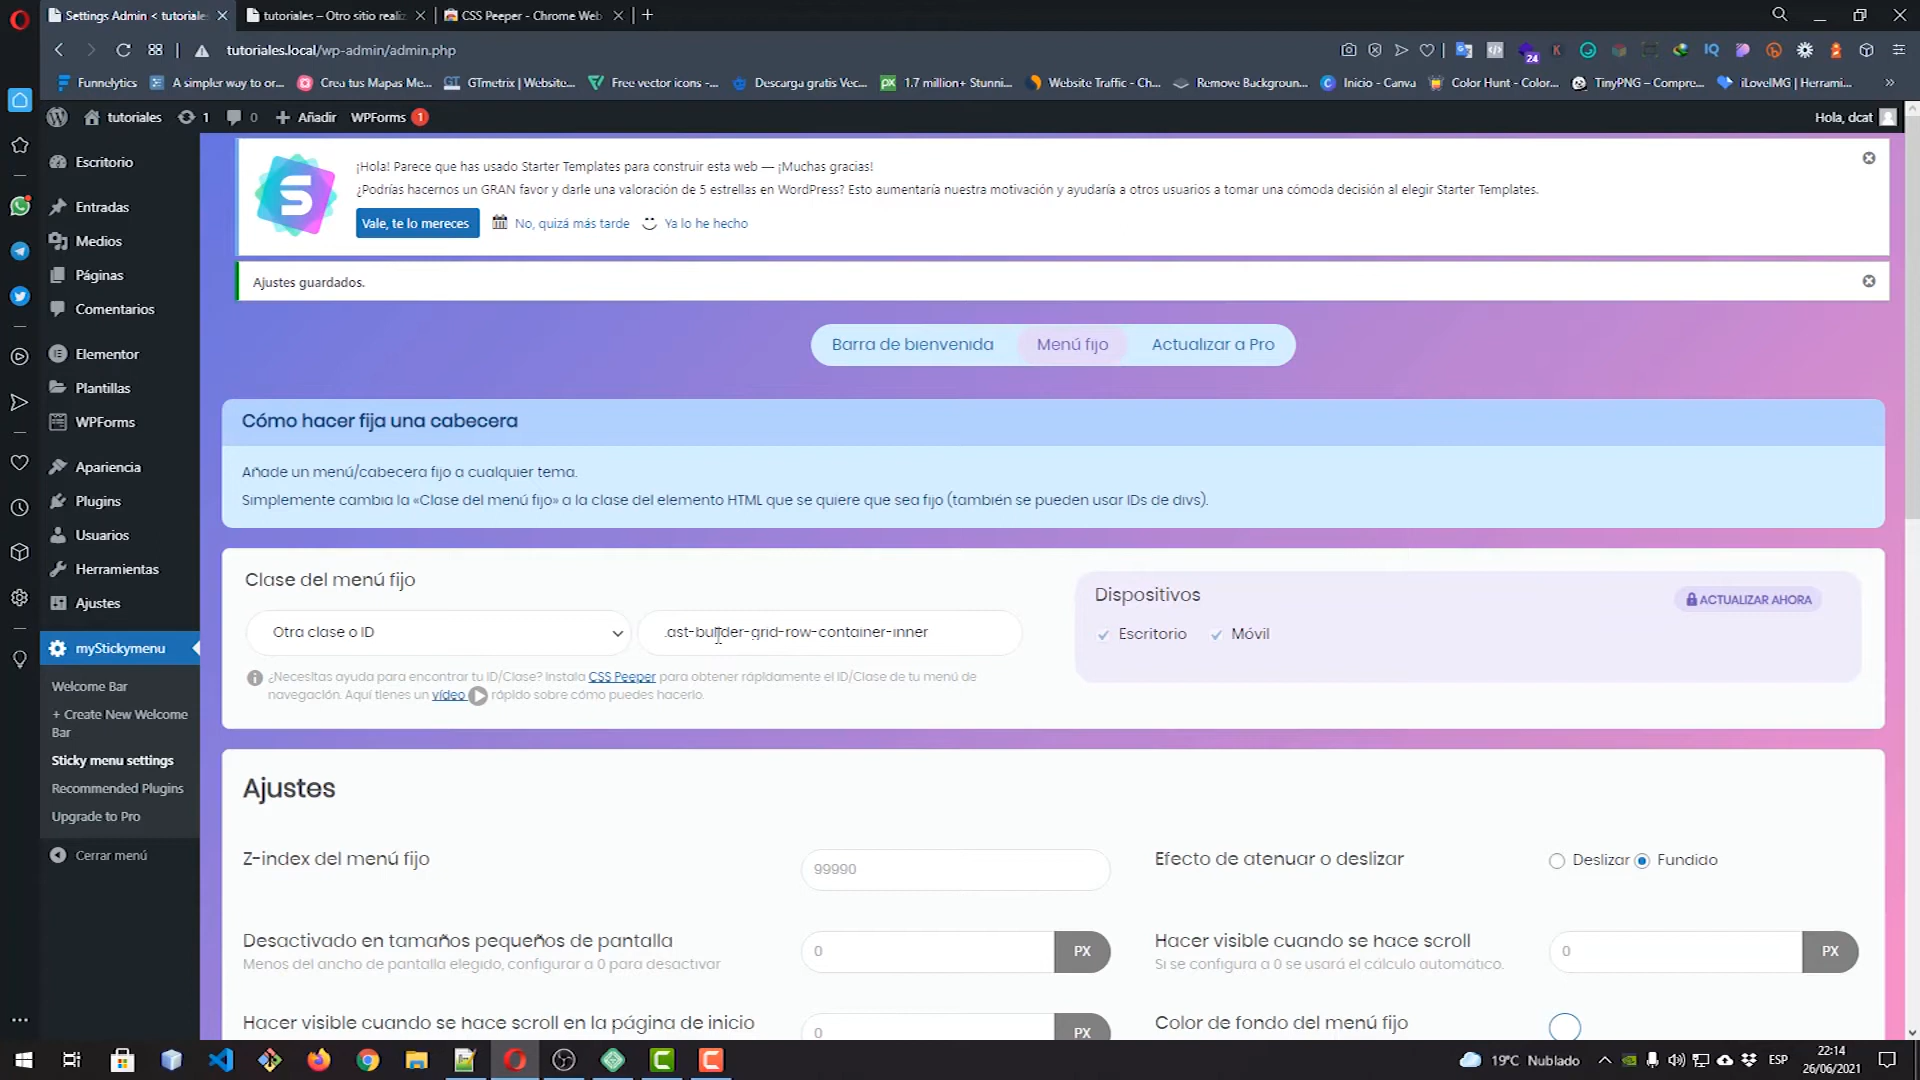 Settings Admin < tutoriale
tutoriales – Otro sitio realiz
CSS Peeper - Chrome Web
tutoriales.local/wp-admin/admin.php
24
Funnelytics
A simpler way to or...
Crea tus Mapas Me...
GTmetrix | Website...
Free vector icons -...
Descarga gratis Vec...
1.7 million+ Stunni...
Website Traffic - Ch...
Remove Backgroun...
Inicio - Canva
Color Hunt - Color...
TinyPNG – Compre...
iLoveIMG | Herrami...
tutoriales
1
0
Añadir
WPForms 1
Hola, dcat
Escritorio
Entradas
Medios
Páginas
Comentarios
Elementor
Plantillas
WPForms
Apariencia
Plugins
Usuarios
Herramientas
Ajustes
myStickymenu
Welcome Bar
+ Create New Welcome
Bar
Sticky menu settings
Recommended Plugins
Upgrade to Pro
Cerrar menú
¡Hola! Parece que has usado Starter Templates para construir esta web — ¡Muchas gracias!
¿Podrías hacernos un GRAN favor y darle una valoración de 5 estrellas en WordPress? Esto aumentaría nuestra motivación y ayudaría a otros usuarios a tomar una cómoda decisión al elegir Starter Templates.
Vale, te lo mereces
No, quizá más tarde
Ya lo he hecho
Ajustes guardados.
Barra de bienvenida
Menú fijo
Actualizar a Pro
Cómo hacer fija una cabecera
Añade un menú/cabecera fijo a cualquier tema.
Simplemente cambia la «Clase del menú fijo» a la clase del elemento HTML que se quiere que sea fijo (también se pueden usar IDs de divs).
Clase del menú fijo
Otra clase o ID
.ast-builder-grid-row-container-inner
¿Necesitas ayuda para encontrar tu ID/Clase? Instala CSS Peeper para obtener rápidamente el ID/Clase de tu menú de
navegación. Aquí tienes un vídeo rápido sobre cómo puedes hacerlo.
Dispositivos
ACTUALIZAR AHORA
Escritorio
Móvil
Ajustes
Z-index del menú fijo
99990
Efecto de atenuar o deslizar
Deslizar
Fundido
Desactivado en tamaños pequeños de pantalla
Menos del ancho de pantalla elegido, configurar a 0 para desactivar
0
PX
Hacer visible cuando se hace scroll
Si se configura a 0 se usará el cálculo automático.
0
PX
Hacer visible cuando se hace scroll en la página de inicio
0
PX
Color de fondo del menú fijo
19°C Nublado
ESP
22:14
26/06/2021